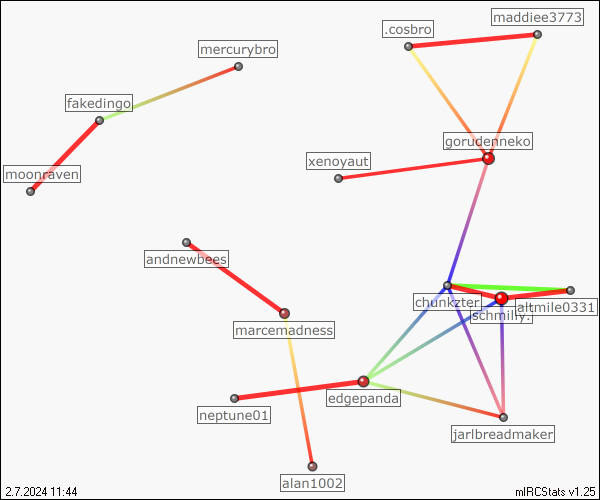 maddiee3773
.cosbro
mercurybro
fakedingo
gorudenneko
xenoyaut
moonraven
andnewbees
chunkzter
altmile0331
schmilly.
marcemadness
edgepanda
neptune01
jarlbreadmaker
alan1002
2.7.2024 11:44
mIRCStats v1.25